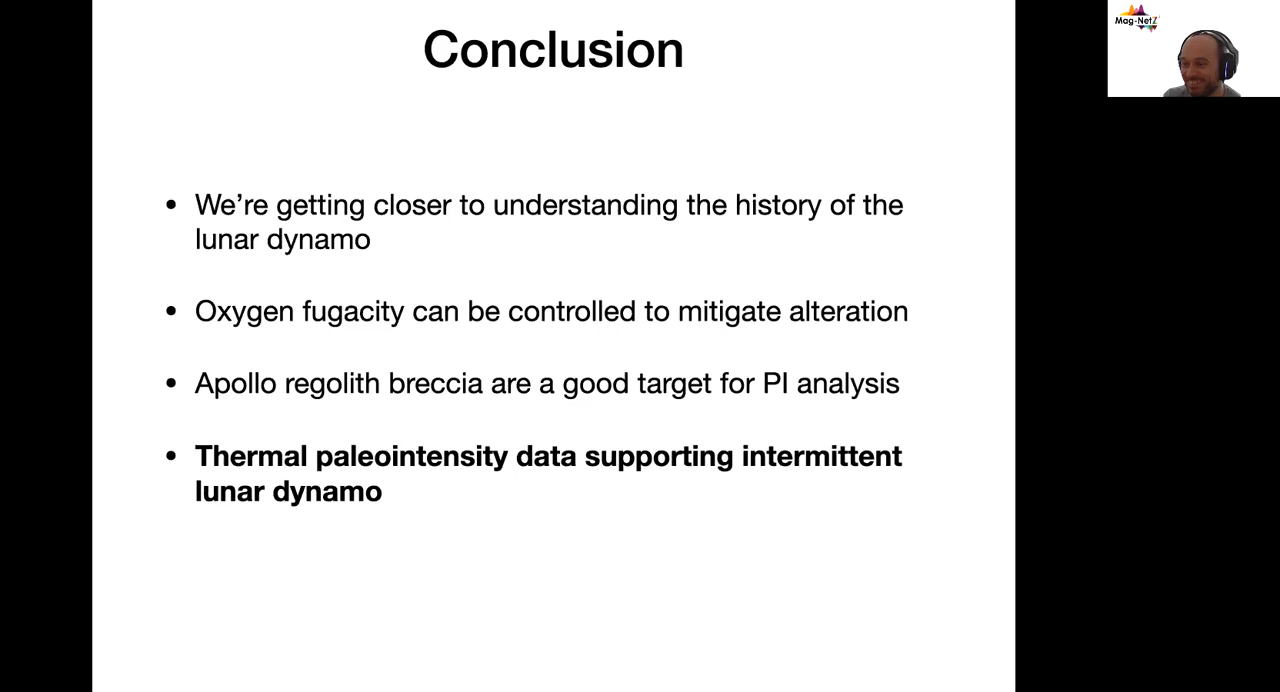 Conclusion
Mag-NetZ
• We’re getting closer to understanding the history of the
lunar dynamo
• Oxygen fugacity can be controlled to mitigate alteration
• Apollo regolith breccia are a good target for PI analysis
• Thermal paleointensity data supporting intermittent
lunar dynamo